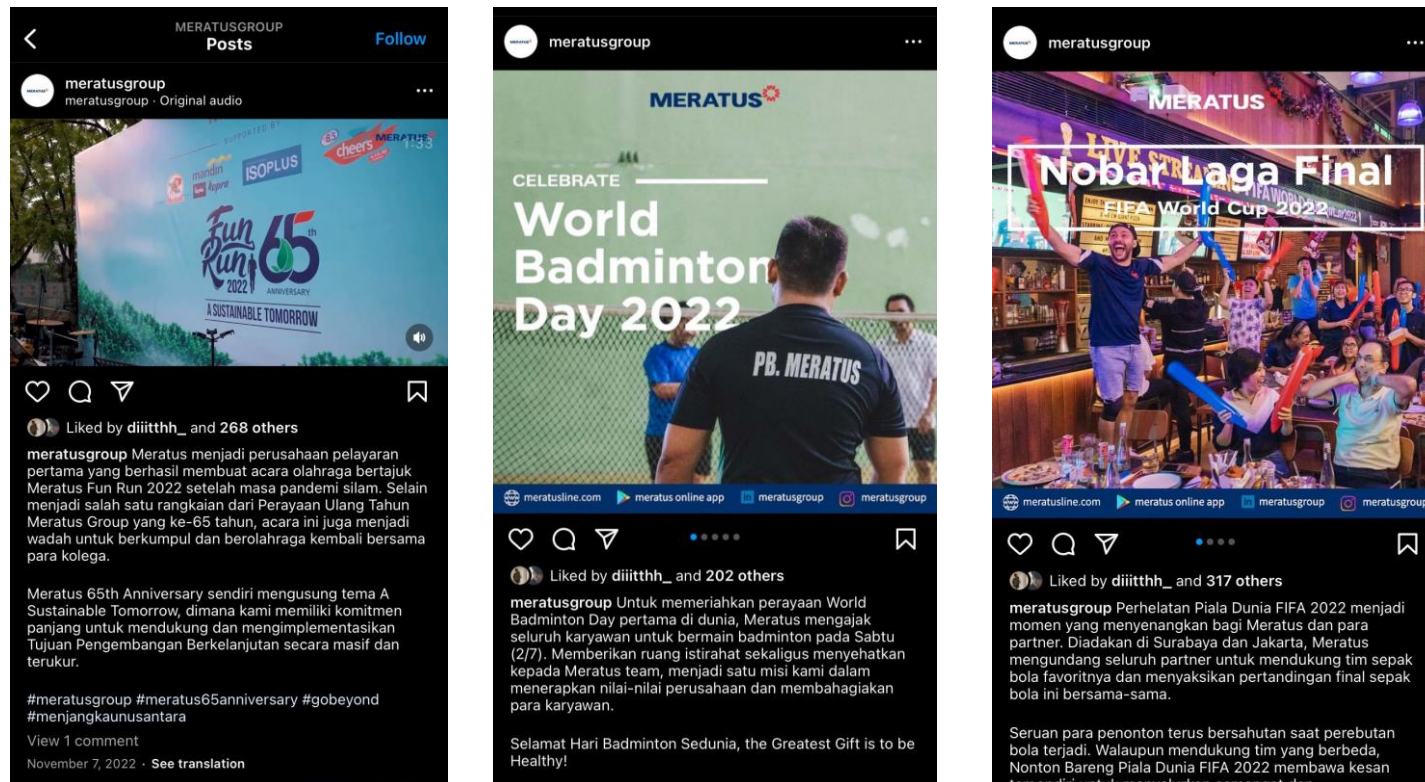 MERATUSGROUP
Posts
Follow
meratusgroup
meratusgroup · Original audio
SUPPORTED BY
mandiri
kopra
ISOPLUS
cheers
MERATUS
1:33
Fun
Run
2022
65th
ANNIVERSARY
A SUSTAINABLE TOMORROW
Liked by diiitthh_ and 268 others
meratusgroup Meratus menjadi perusahaan pelayaran
pertama yang berhasil membuat acara olahraga bertajuk
Meratus Fun Run 2022 setelah masa pandemi silam. Selain
menjadi salah satu rangkaian dari Perayaan Ulang Tahun
Meratus Group yang ke-65 tahun, acara ini juga menjadi
wadah untuk berkumpul dan berolahraga kembali bersama
para kolega.
Meratus 65th Anniversary sendiri mengusung tema A
Sustainable Tomorrow, dimana kami memiliki komitmen
panjang untuk mendukung dan mengimplementasikan
Tujuan Pengembangan Berkelanjutan secara masif dan
terukur.
#meratusgroup #meratus65anniversary #gobeyond
#menjangkaunusantara
View 1 comment
November 7, 2022 · See translation
meratusgroup
MERATUS
CELEBRATE
World
Badminton
Day 2022
PB. MERATUS
meratusline.com meratus online app meratusgroup meratusgroup
Liked by diiitthh_ and 202 others
meratusgroup Untuk memeriahkan perayaan World
Badminton Day pertama di dunia, Meratus mengajak
seluruh karyawan untuk bermain badminton pada Sabtu
(2/7). Memberikan ruang istirahat sekaligus menyehatkan
kepada Meratus team, menjadi satu misi kami dalam
menerapkan nilai-nilai perusahaan dan membahagiakan
para karyawan.
Selamat Hari Badminton Sedunia, the Greatest Gift is to be
Healthy!
meratusgroup
MERATUS
LIVE STREAMING
Nobar Laga Final
FIFA World Cup 2022
meratusline.com meratus online app meratusgroup meratusgroup
Liked by diiitthh_ and 317 others
meratusgroup Perhelatan Piala Dunia FIFA 2022 menjadi
momen yang menyenangkan bagi Meratus dan para
partner. Diadakan di Surabaya dan Jakarta, Meratus
mengundang seluruh partner untuk mendukung tim sepak
bola favoritnya dan menyaksikan pertandingan final sepak
bola ini bersama-sama.
Seruan para penonton terus bersahutan saat perebutan
bola terjadi. Walaupun mendukung tim yang berbeda,
Nonton Bareng Piala Dunia FIFA 2022 membawa kesan